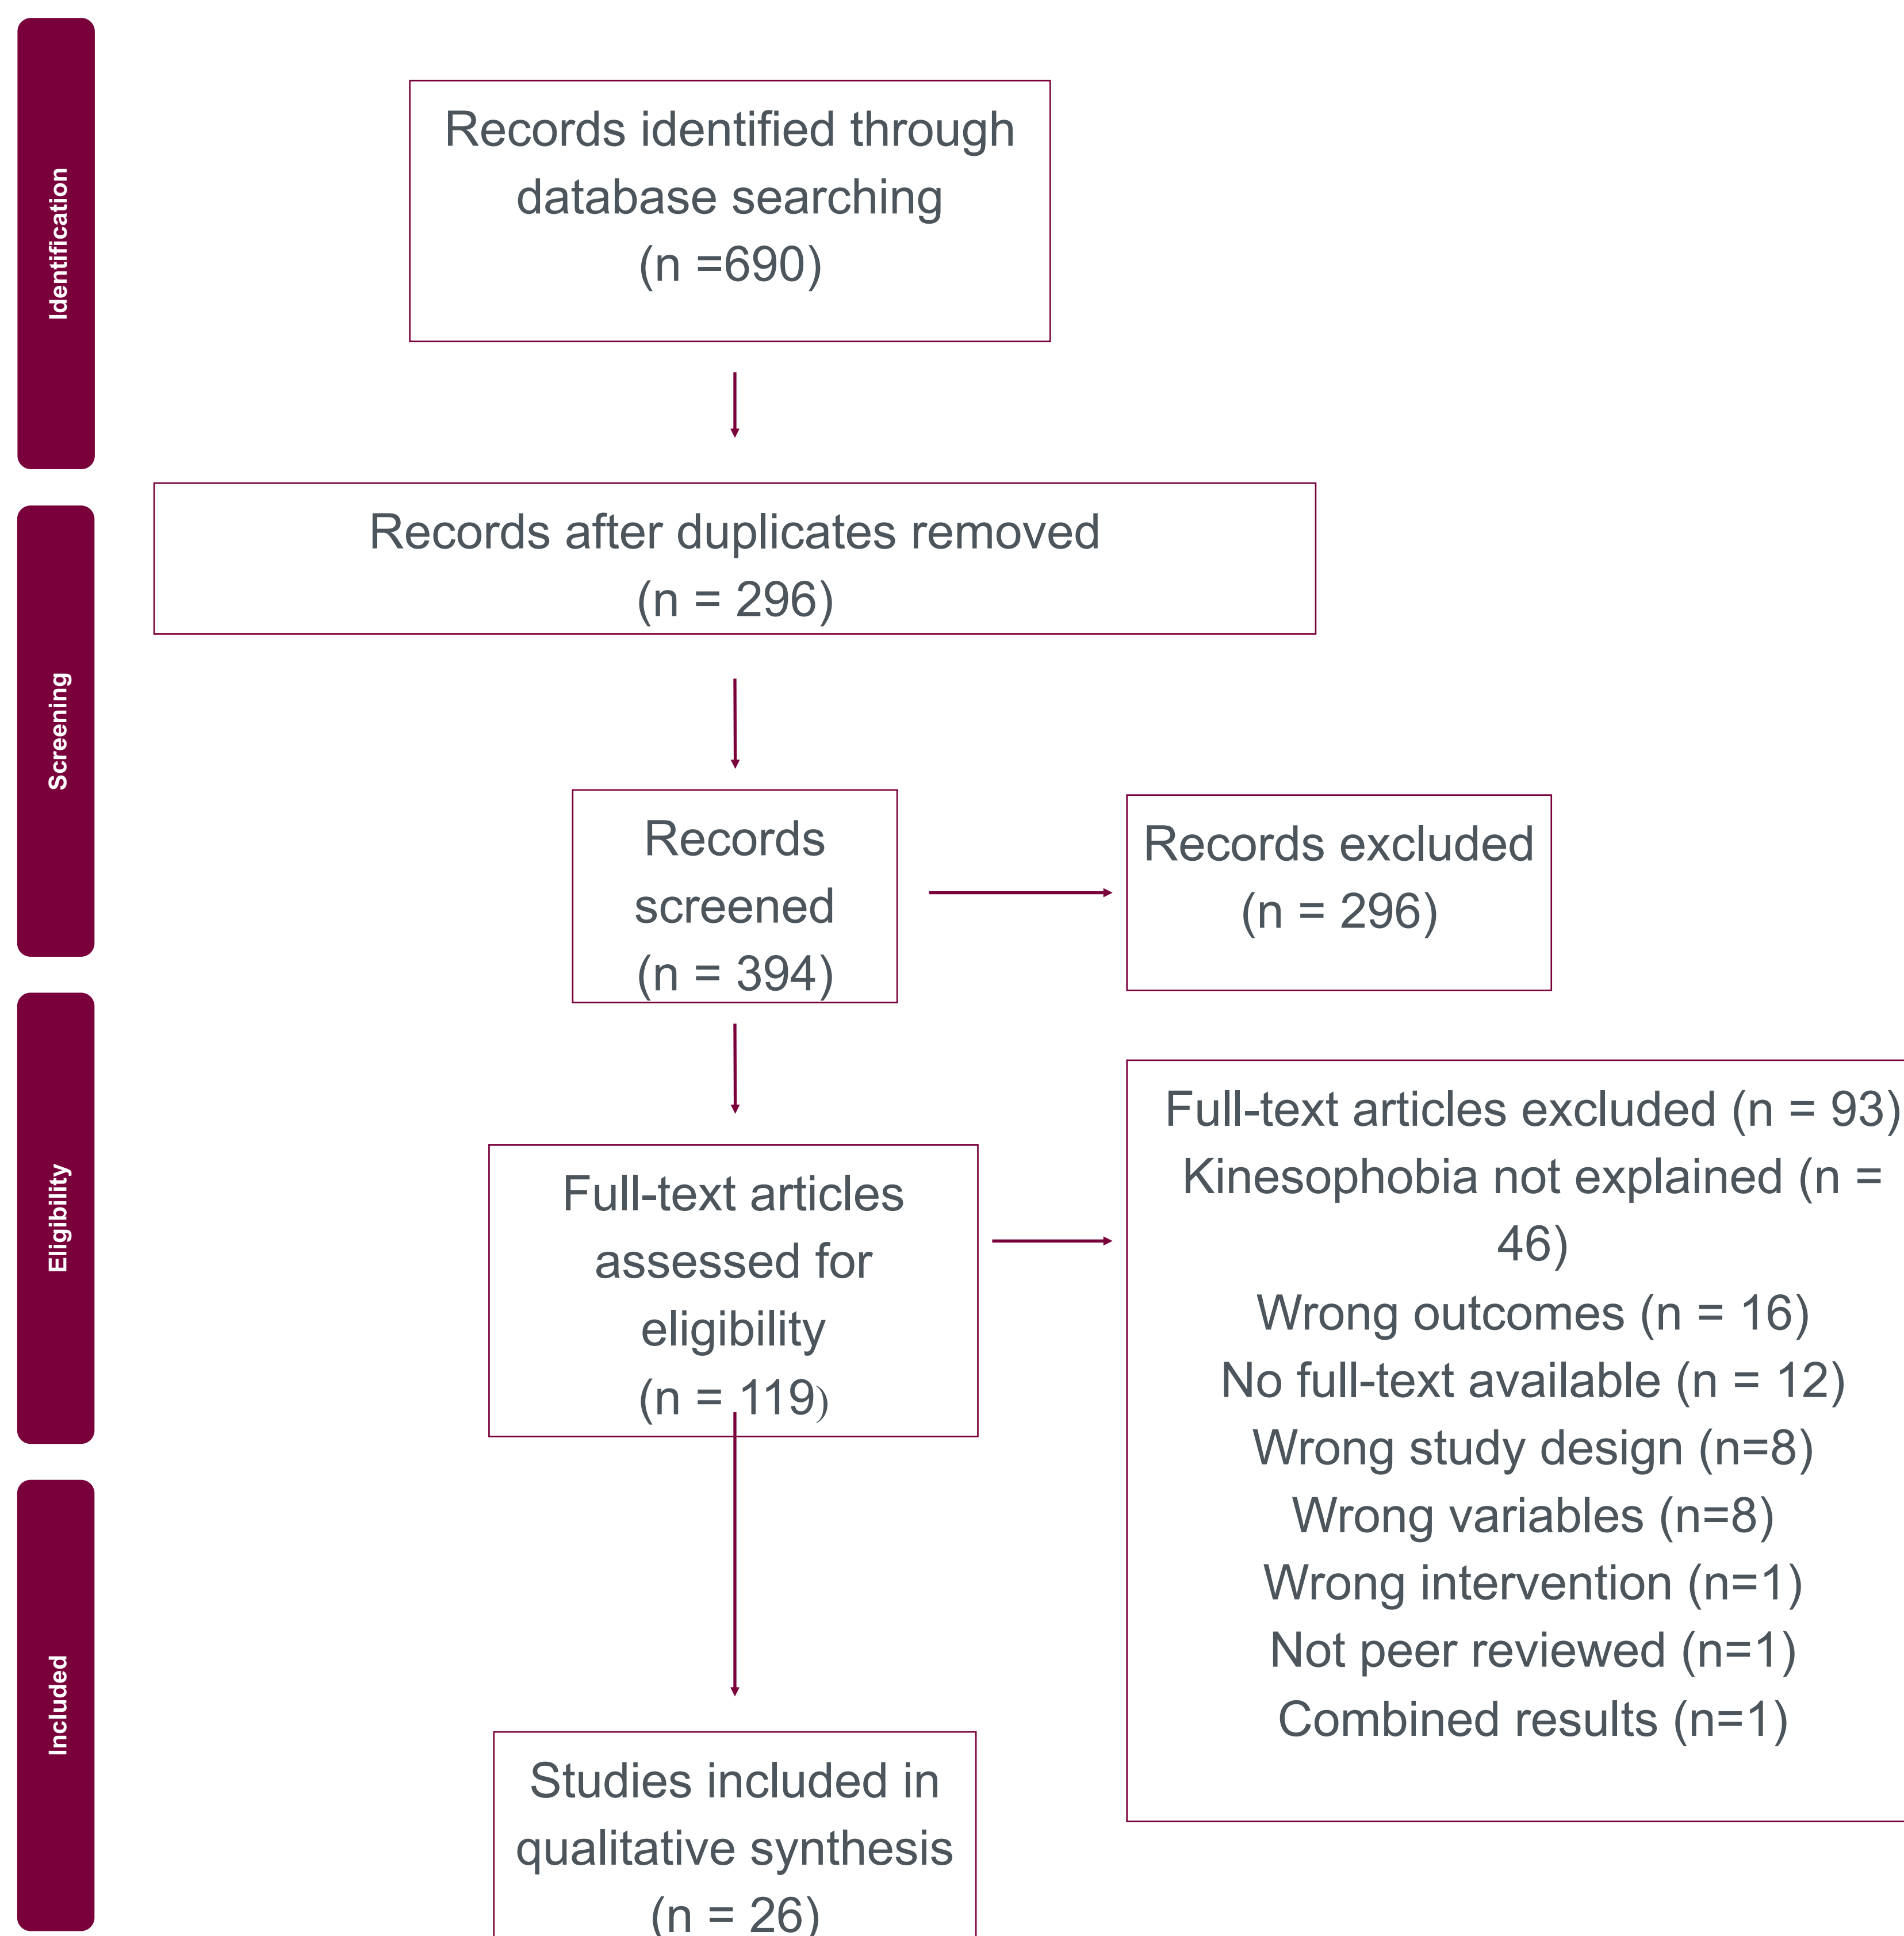 Identification
Records identified through
database searching
(n =690)
Screening
Records after duplicates removed
(n = 296)
Records
screened
(n = 394)
Records excluded
(n = 296)
Eligibility
Full-text articles
assessed for
eligibility
(n = 119)
Full-text articles excluded (n = 93)
Kinesophobia not explained (n =
46)
Wrong outcomes (n = 16)
No full-text available (n = 12)
Wrong study design (n=8)
Wrong variables (n=8)
Wrong intervention (n=1)
Not peer reviewed (n=1)
Combined results (n=1)
Included
Studies included in
qualitative synthesis
(n = 26)